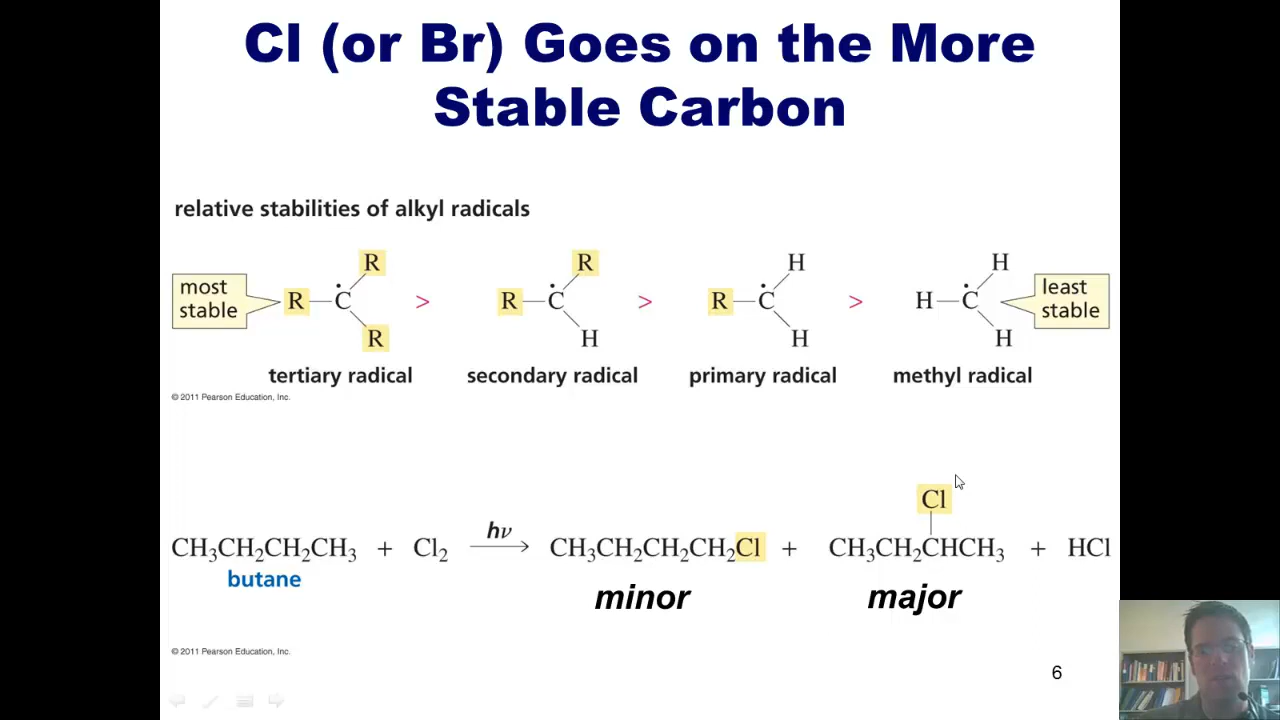 Cl (or Br) Goes on the More
Stable Carbon
relative stabilities of alkyl radicals
most
stable
R
R—Ċ
R
>
R
R—Ċ
H
>
H
R—Ċ
H
>
H
H—Ċ
H
least
stable
tertiary radical
secondary radical
primary radical
methyl radical
© 2011 Pearson Education, Inc.
Cl
CH₃CH₂CH₂CH₃ + Cl₂ hν → CH₃CH₂CH₂CH₂Cl + CH₃CH₂CHCH₃ + HCl
butane
minor
major
© 2011 Pearson Education, Inc.
6